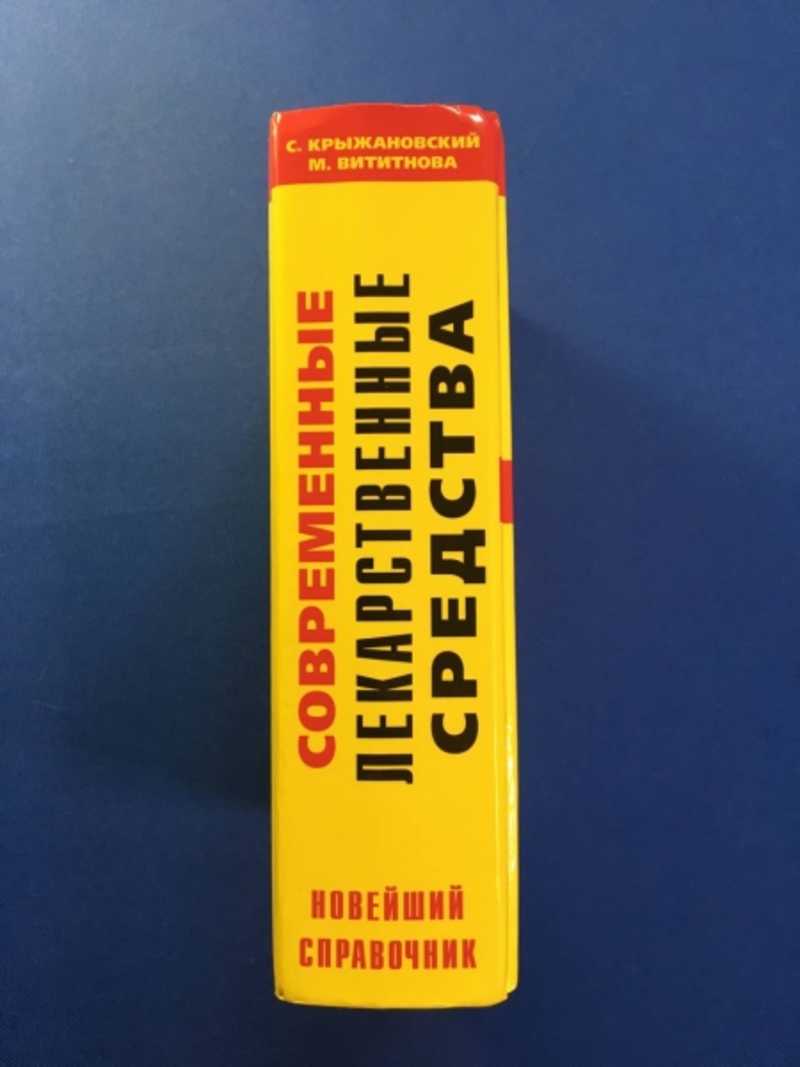 С. КРЫЖАНОВСКИЙ
М. ВИТИТНОВА
СОВРЕМЕННЫЕ
ЛЕКАРСТВЕННЫЕ
СРЕДСТВА
НОВЕЙШИЙ
СПРАВОЧНИК